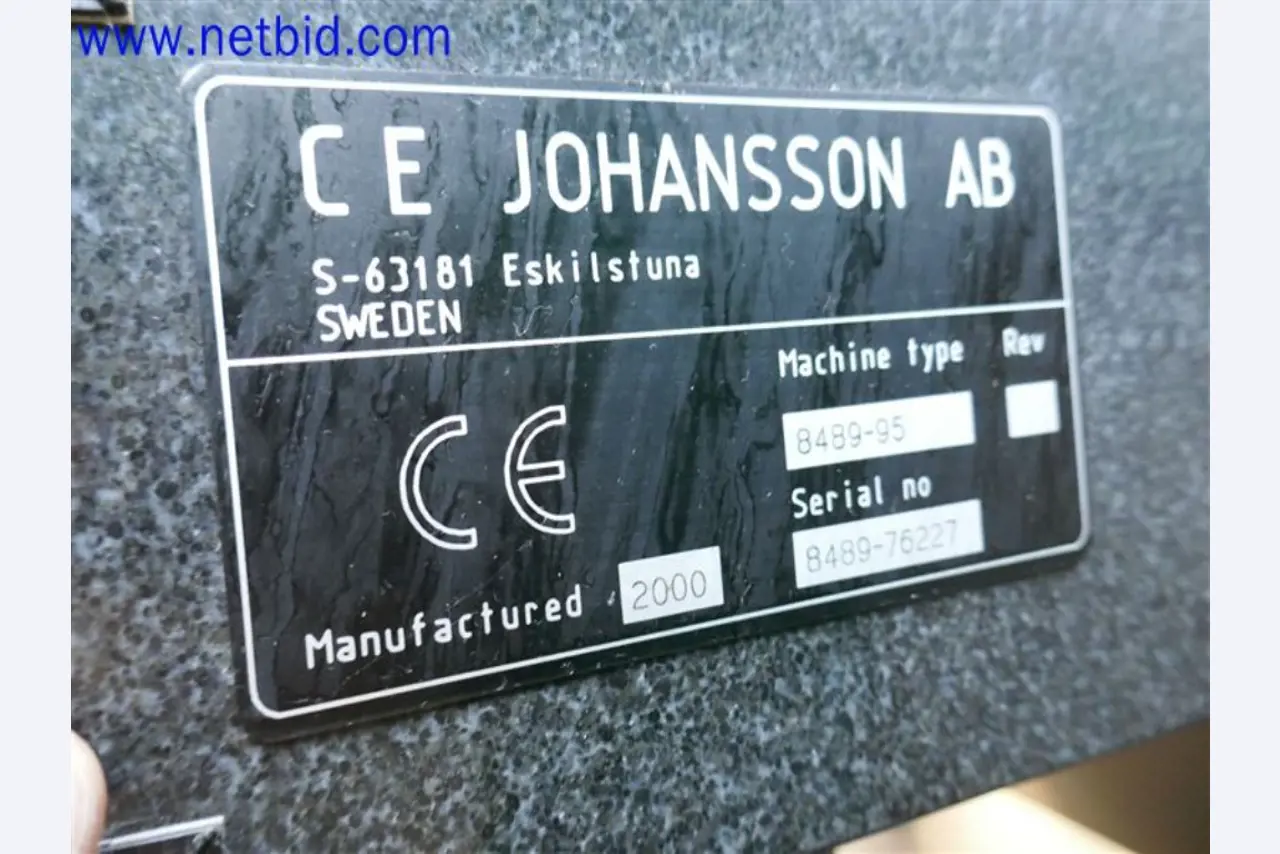 www.netbid.com
C E JOHANSSON AB
S-63181 Eskilstuna
SWEDEN
Machine type Rev
8489-95
CE
Serial no
8489-76227
Manufactured 2000